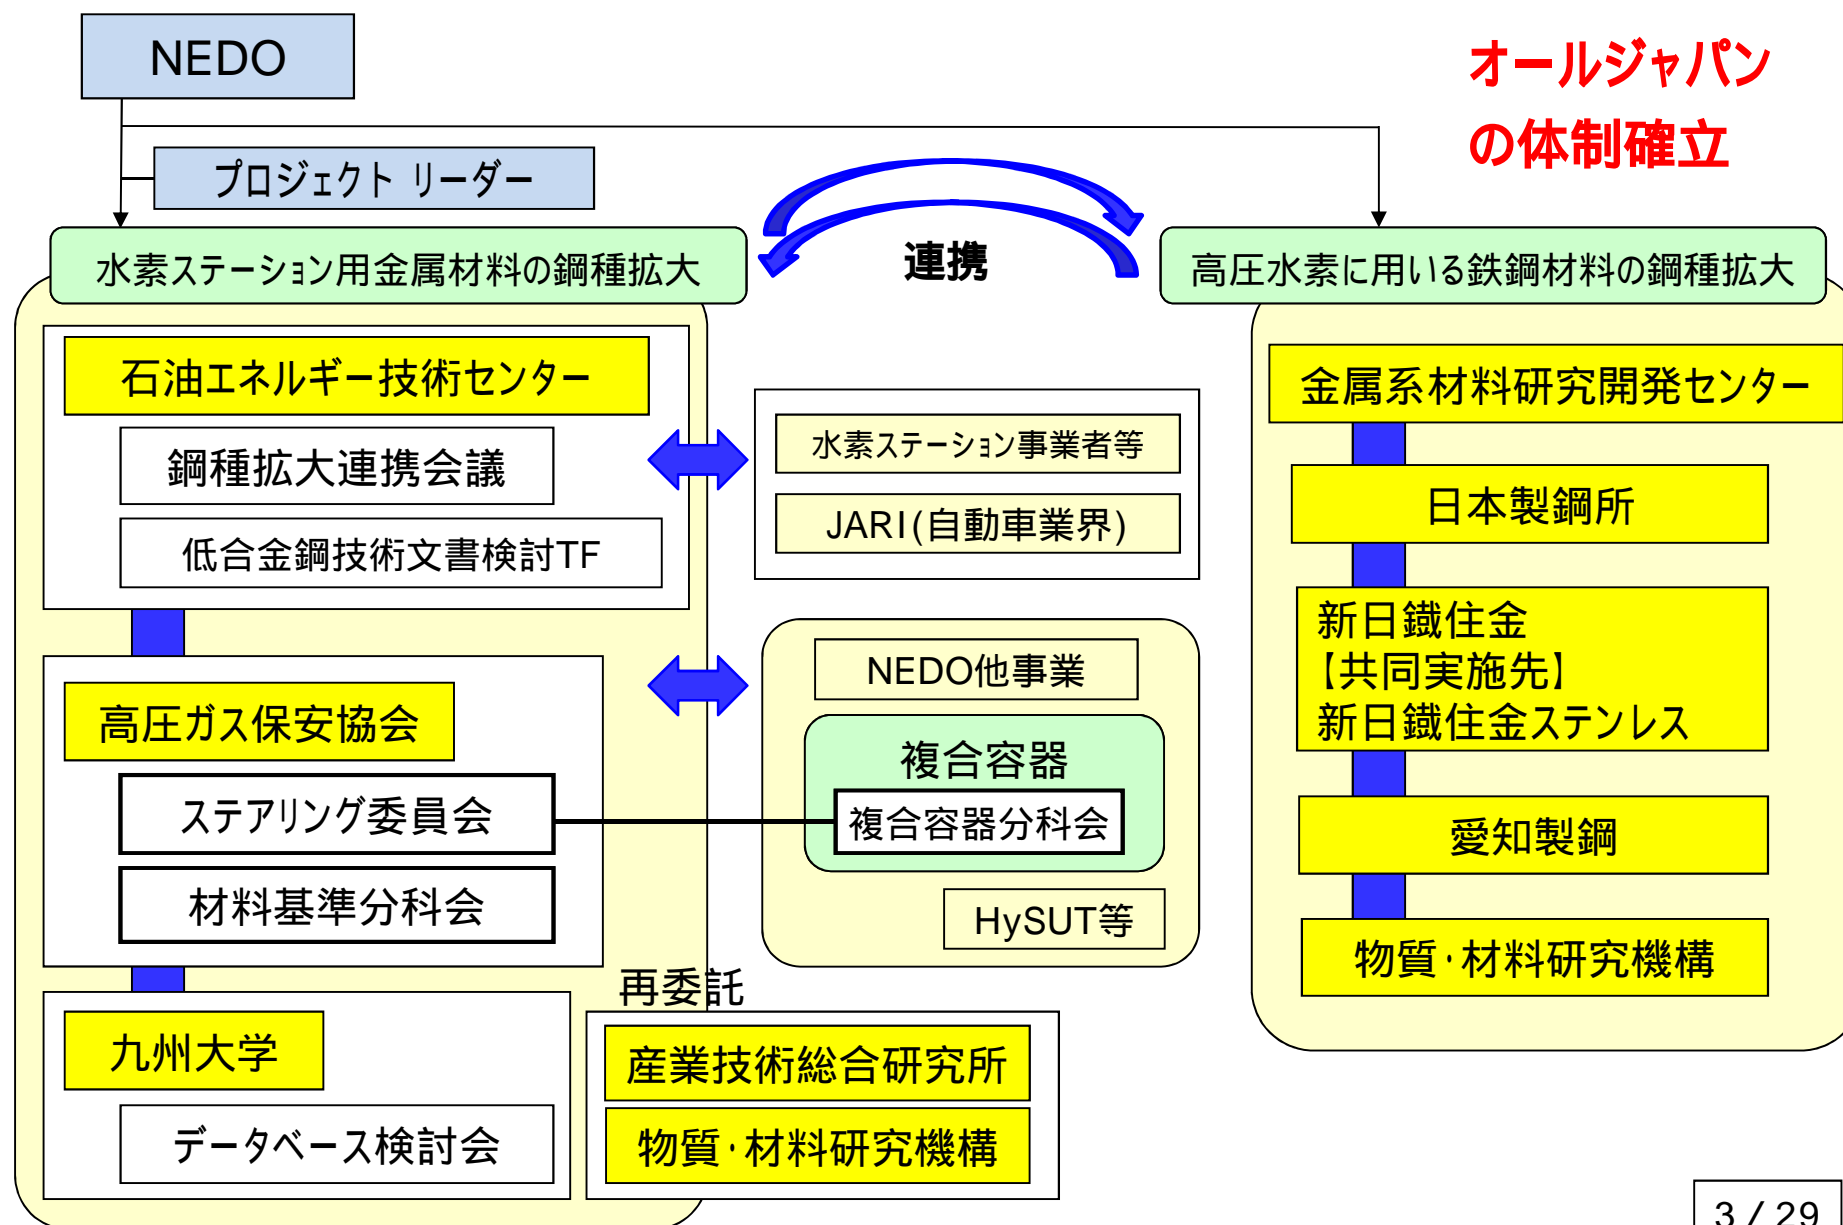 NEDO
オールジャパン
の体制確立
プロジェクト リーダー
連携
水素ステーション用金属材料の鋼種拡大
高圧水素に用いる鉄鋼材料の鋼種拡大
石油エネルギー技術センター
鋼種拡大連携会議
低合金鋼技術文書検討TF
水素ステーション事業者等
JARI(自動車業界)
高圧ガス保安協会
ステアリング委員会
材料基準分科会
NEDO他事業
複合容器
複合容器分科会
HySUT等
九州大学
データベース検討会
再委託
産業技術総合研究所
物質・材料研究機構
金属系材料研究開発センター
日本製鋼所
新日鐵住金
【共同実施先】
新日鐵住金ステンレス
愛知製鋼
物質・材料研究機構
3/29